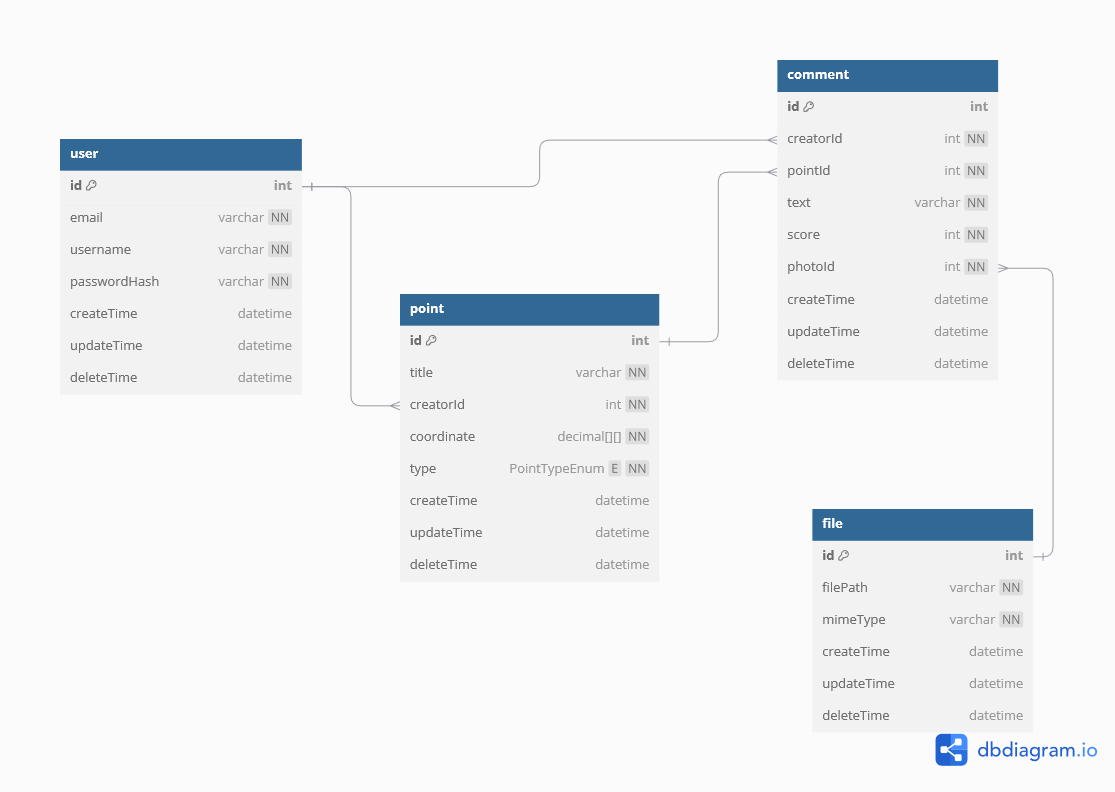 user
id int
email varchar NN
username varchar NN
passwordHash varchar NN
createTime datetime
updateTime datetime
deleteTime datetime
point
id int
title varchar NN
creatorId int NN
coordinate decimal[][] NN
type PointTypeEnum E NN
createTime datetime
updateTime datetime
deleteTime datetime
comment
id int
creatorId int NN
pointId int NN
text varchar NN
score int NN
photoId int NN
createTime datetime
updateTime datetime
deleteTime datetime
file
id int
filePath varchar NN
mimeType varchar NN
createTime datetime
updateTime datetime
deleteTime datetime
dbdiagram.io